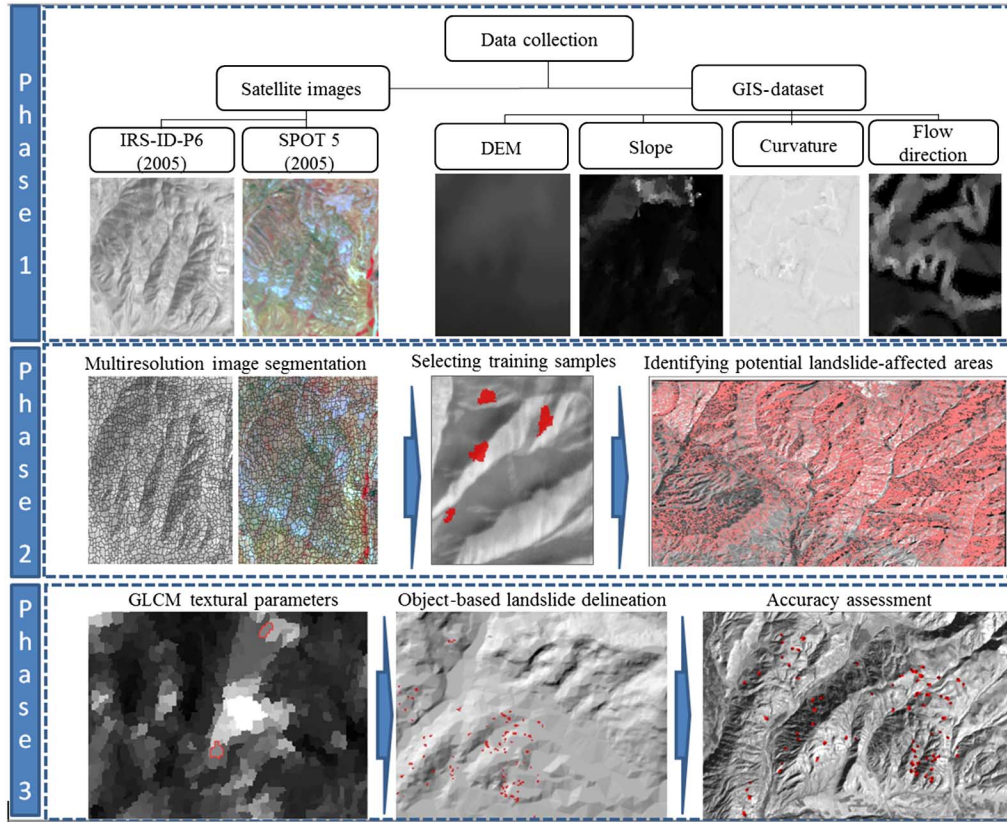 Phase 1
Data collection
Satellite images
GIS-dataset
IRS-ID-P6
(2005)
SPOT 5
(2005)
DEM
Slope
Curvature
Flow
direction
Phase 2
Multiresolution image segmentation
Selecting training samples
Identifying potential landslide-affected areas
Phase 3
GLCM textural parameters
Object-based landslide delineation
Accuracy assessment